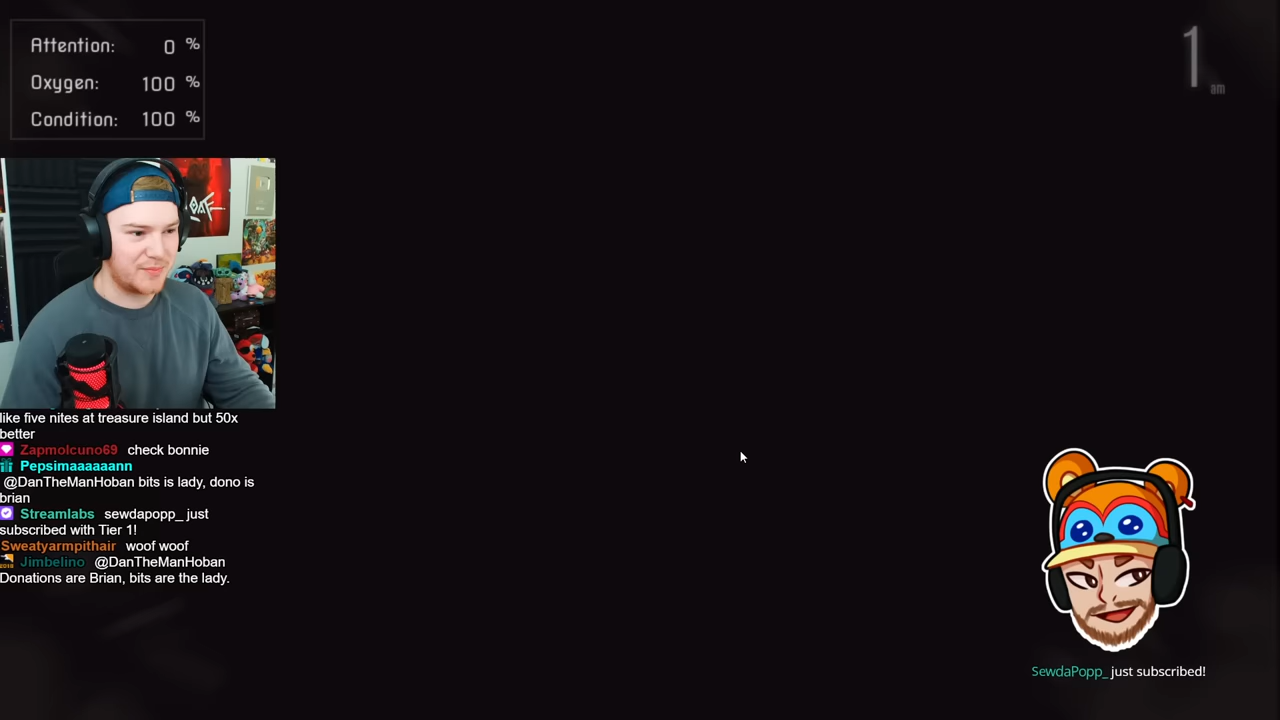 Attention: 0 %
Oxygen: 100 %
Condition: 100 %
1 am
like five nites at treasure island but 50x
better
Zapmolcuno69 check bonnie
Pepsimaaaaaann
@DanTheManHoban bits is lady, dono is
brian
Streamlabs sewdapopp_ just
subscribed with Tier 1!
Sweatyarmpithair woof woof
Jimbelino @DanTheManHoban
Donations are Brian, bits are the lady.
SewdaPopp_ just subscribed!